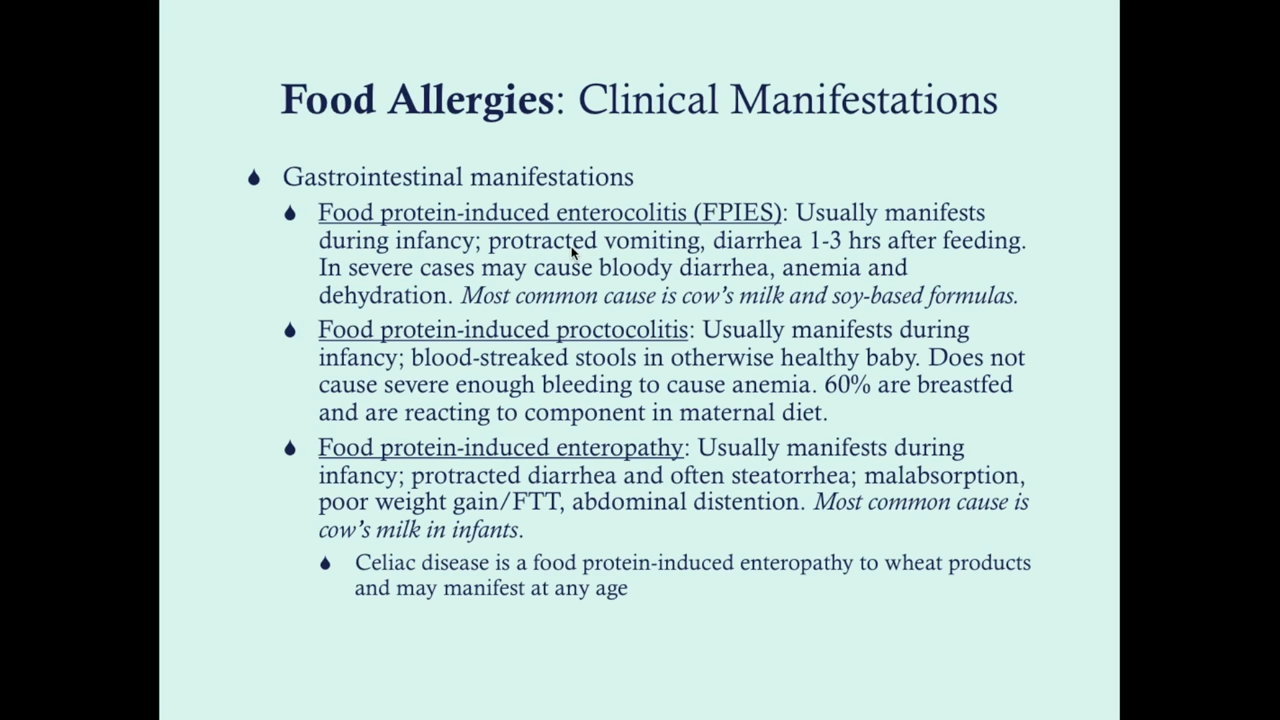 Food Allergies: Clinical Manifestations
Gastrointestinal manifestations
Food protein-induced enterocolitis (FPIES): Usually manifests
during infancy; protracted vomiting, diarrhea 1-3 hrs after feeding.
In severe cases may cause bloody diarrhea, anemia and
dehydration. Most common cause is cow’s milk and soy-based formulas.
Food protein-induced proctocolitis: Usually manifests during
infancy; blood-streaked stools in otherwise healthy baby. Does not
cause severe enough bleeding to cause anemia. 60% are breastfed
and are reacting to component in maternal diet.
Food protein-induced enteropathy: Usually manifests during
infancy; protracted diarrhea and often steatorrhea; malabsorption,
poor weight gain/FTT, abdominal distention. Most common cause is
cow’s milk in infants.
Celiac disease is a food protein-induced enteropathy to wheat products
and may manifest at any age